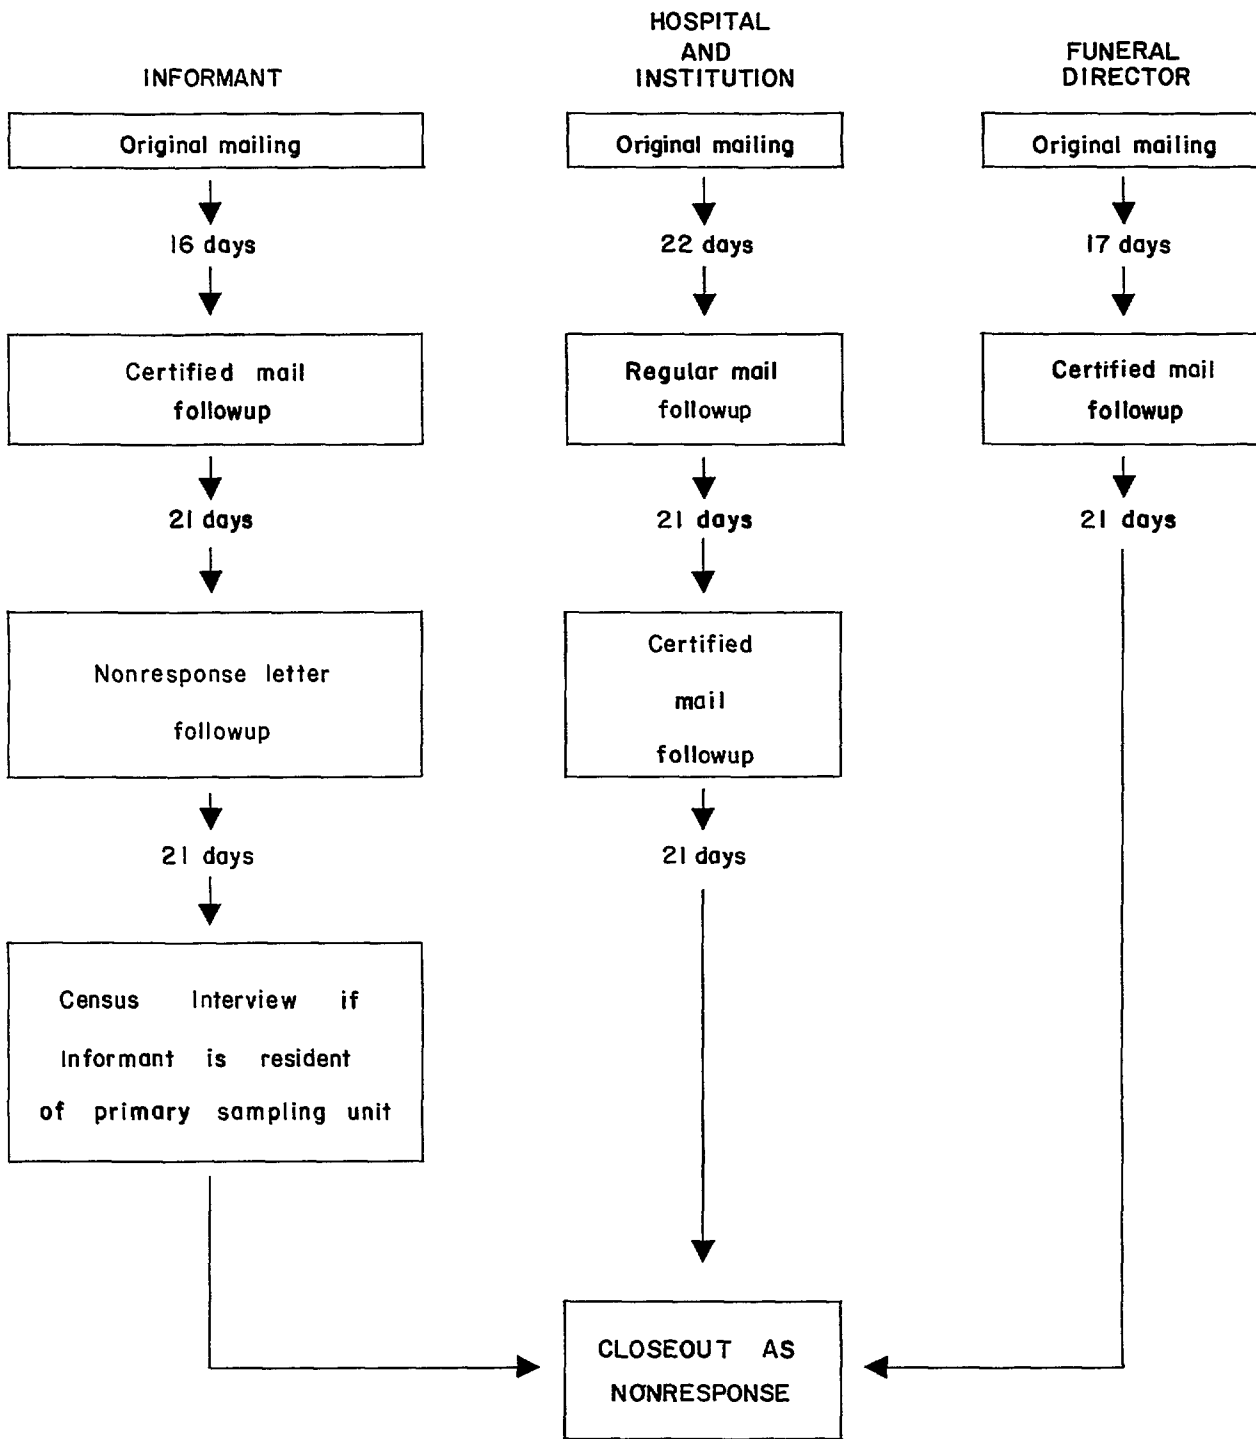 INFORMANT
Original mailing
16 days
Certified mail
followup
21 days
Nonresponse letter
followup
21 days
Census Interview if
Informant is resident
of primary sampling unit
HOSPITAL
AND
INSTITUTION
Original mailing
22 days
Regular mail
followup
21 days
Certified
mail
followup
21 days
FUNERAL
DIRECTOR
Original mailing
17 days
Certified mail
followup
21 days
CLOSEOUT AS
NONRESPONSE